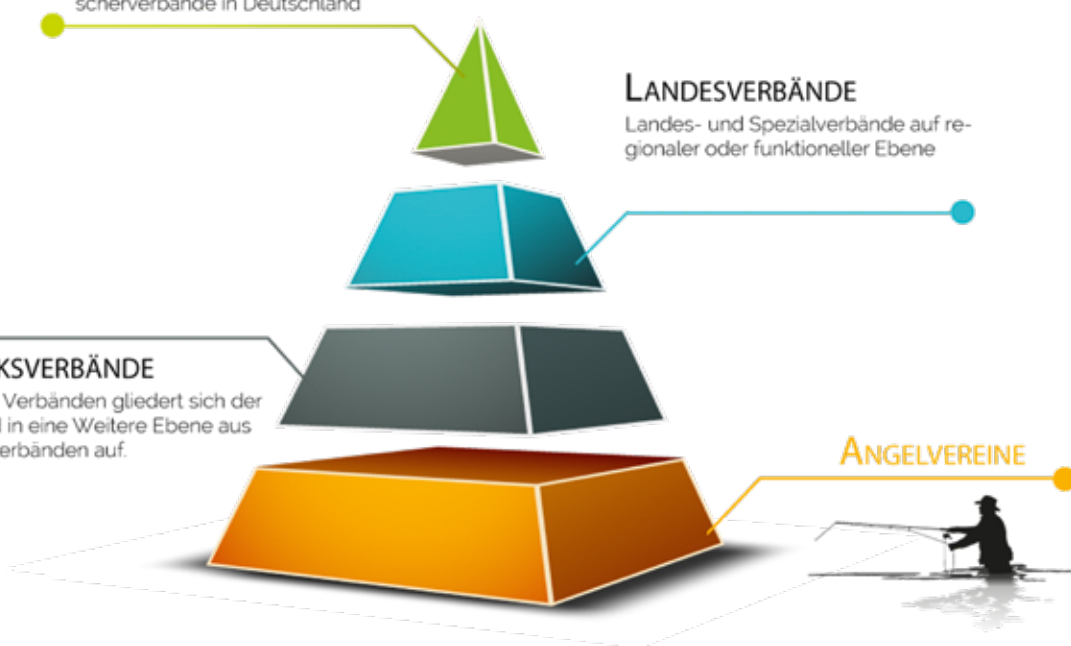 scherverbände in Deutschland
LANDESVERBÄNDE
Landes- und Spezialverbände auf re-
gionaler oder funktioneller Ebene
KSVERBÄNDE
Verbänden gliedert sich der
in eine Weitere Ebene aus
erbänden auf.
ANGELVEREINE